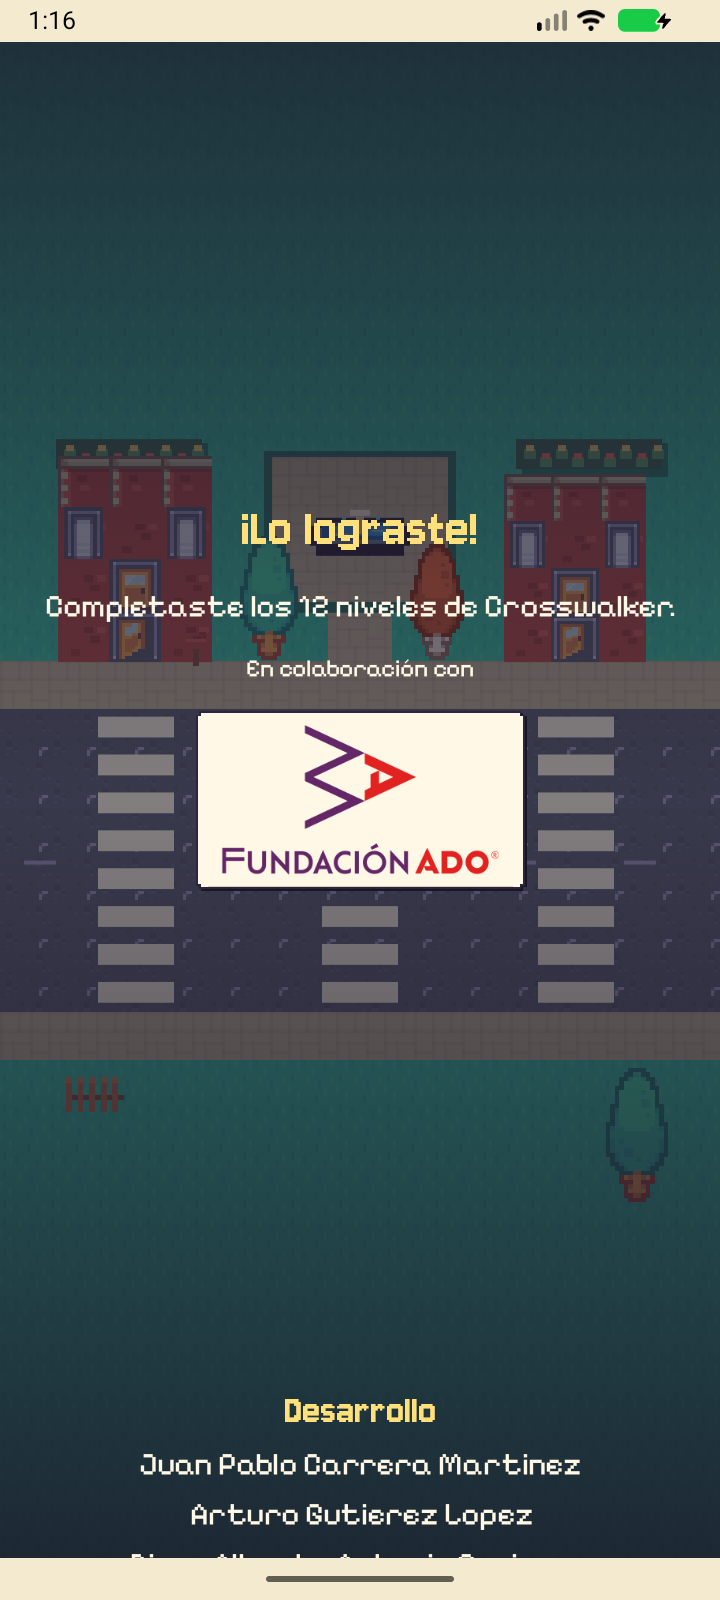 1:16
¡Lo lograste!
Completaste los 12 niveles de Crosswalker.
En colaboración con
FUNDACIÓN ADO®
Desarrollo
Juan Pablo Carrera Martinez
Arturo Gutierez Lopez